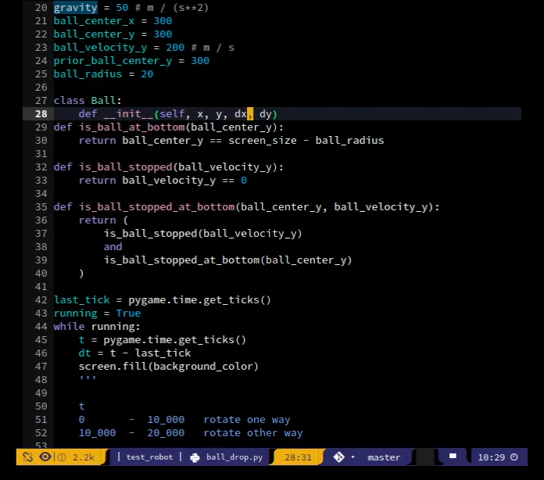 20 gravity = 50 # m / (s**2)
21 ball_center_x = 300
22 ball_center_y = 300
23 ball_velocity_y = 200 # m / s
24 prior_ball_center_y = 300
25 ball_radius = 20
26
27 class Ball:
28     def __init__(self, x, y, dx, dy)
29 def is_ball_at_bottom(ball_center_y):
30     return ball_center_y == screen_size - ball_radius
31
32 def is_ball_stopped(ball_velocity_y):
33     return ball_velocity_y == 0
34
35 def is_ball_stopped_at_bottom(ball_center_y, ball_velocity_y):
36     return (
37         is_ball_stopped(ball_velocity_y)
38         and
39         is_ball_stopped_at_bottom(ball_center_y)
40     )
41
42 last_tick = pygame.time.get_ticks()
43 running = True
44 while running:
45     t = pygame.time.get_ticks()
46     dt = t - last_tick
47     screen.fill(background_color)
48     '''
49
50     t
51     0       -  10_000   rotate one way
52     10_000  -  20_000   rotate other way
53
2.2k | test_robot | ball_drop.py 28:31 master 10:29